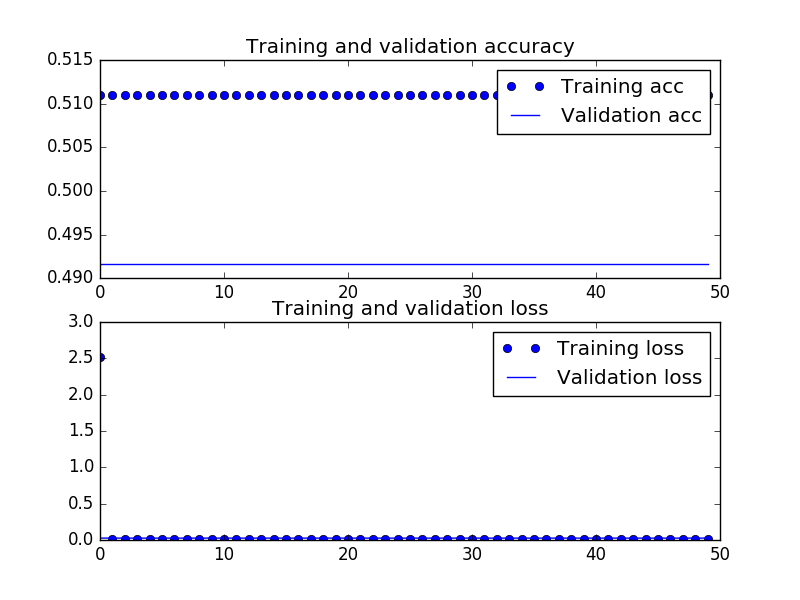 Training and validation accuracy
0.515
0.510
0.505
0.500
0.495
0.490
Training acc
Validation acc
0 10 20 30 40 50
Training and validation loss
3.0
2.5
2.0
1.5
1.0
0.5
0.0
Training loss
Validation loss
0 10 20 30 40 50